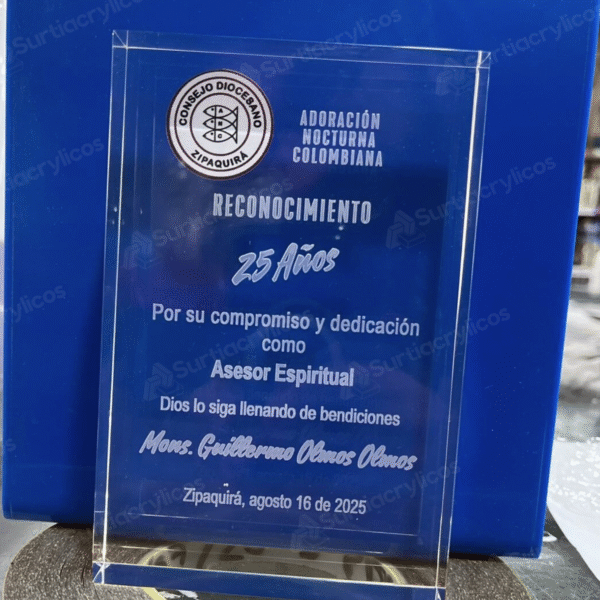 CONSEJO DIOCESANO
ZIPAQUIRÁ
ADORACIÓN
NOCTURNA
COLOMBIANA
RECONOCIMIENTO
25 Años
Por su compromiso y dedicación
como
Asesor Espiritual
Dios lo siga llenando de bendiciones
Mons. Guillermo Olmos Olmos
Zipaquirá, agosto 16 de 2025
Surtiacrylicos